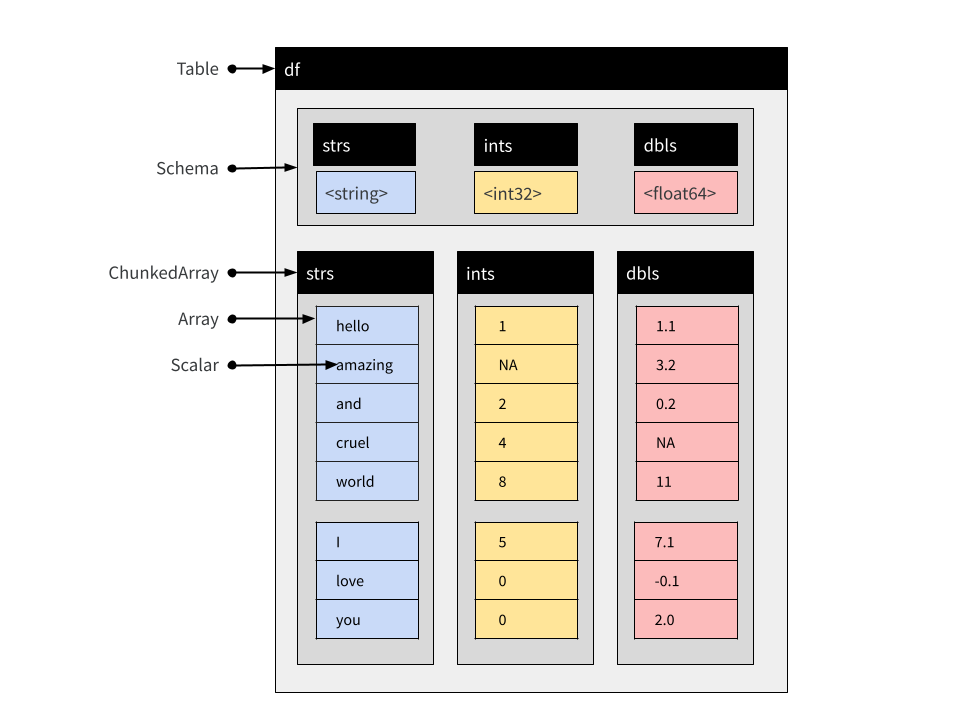 Table
df
Schema
strs
ints
dbls
<string>
<int32>
<float64>
ChunkedArray
strs
ints
dbls
Array
hello
1
1.1
Scalar
amazing
NA
3.2
and
2
0.2
cruel
4
NA
world
8
11
I
5
7.1
love
0
-0.1
you
0
2.0